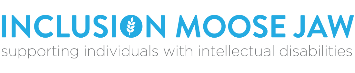 INCLUSION MOOSE JAW
supporting individuals with intellectual disabilities